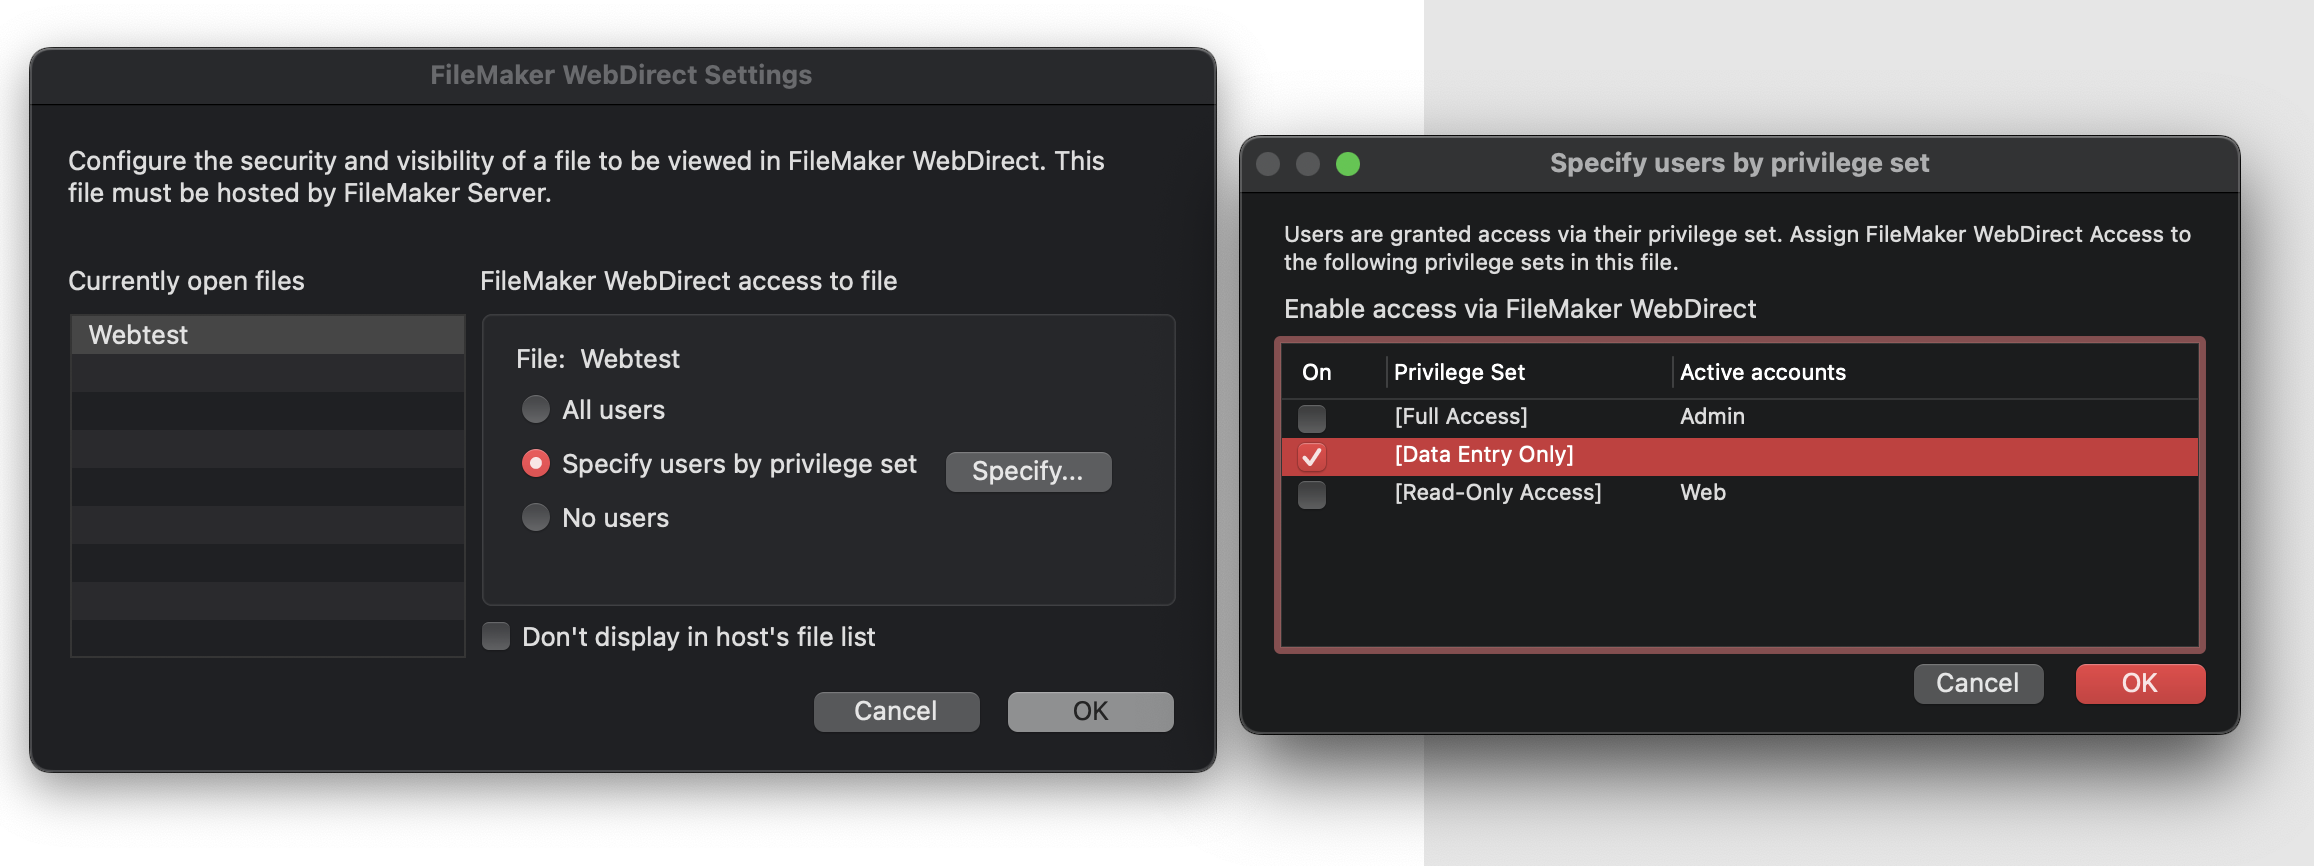 FileMaker WebDirect Settings
Configure the security and visibility of a file to be viewed in FileMaker WebDirect. This
file must be hosted by FileMaker Server.
Currently open files
Webtest
FileMaker WebDirect access to file
File: Webtest
All users
Specify users by privilege set
Specify...
No users
Don't display in host's file list
Cancel
OK
Specify users by privilege set
Users are granted access via their privilege set. Assign FileMaker WebDirect Access to
the following privilege sets in this file.
Enable access via FileMaker WebDirect
On Privilege Set Active accounts
[Full Access] Admin
[Data Entry Only]
[Read-Only Access] Web
Cancel
OK